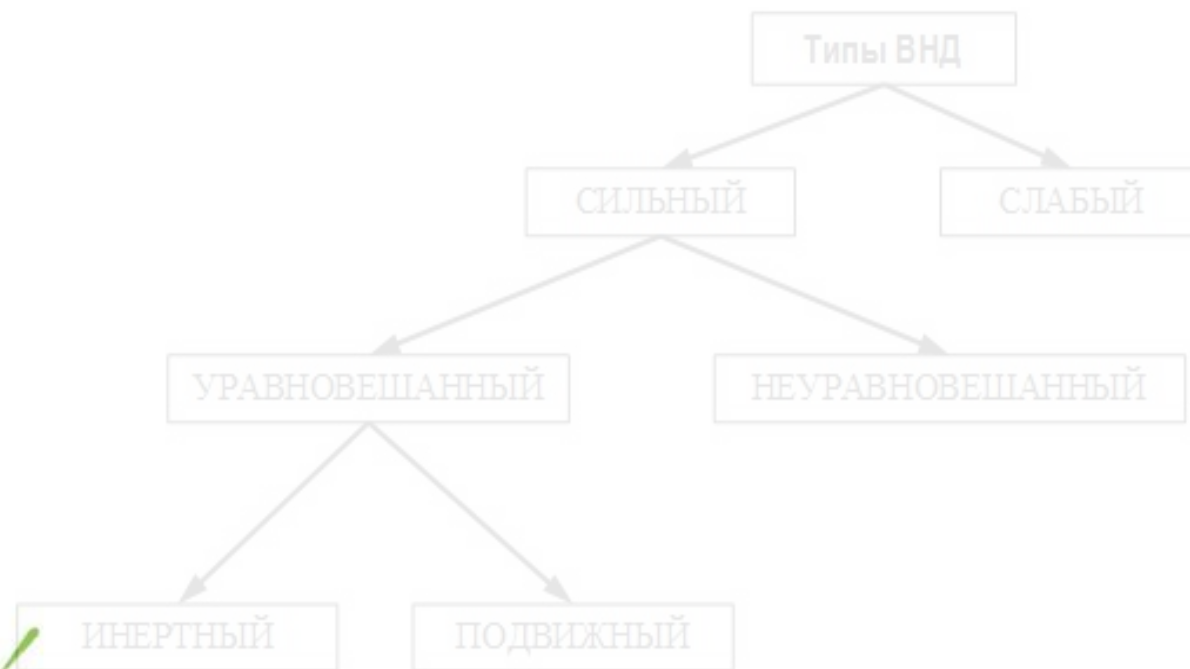 Типы ВНД
СИЛЬНЫЙ
СЛАБЫЙ
УРАВНОВЕШАННЫЙ
НЕУРАВНОВЕШАННЫЙ
ИНЕРТНЫЙ
ПОДВИЖНЫЙ